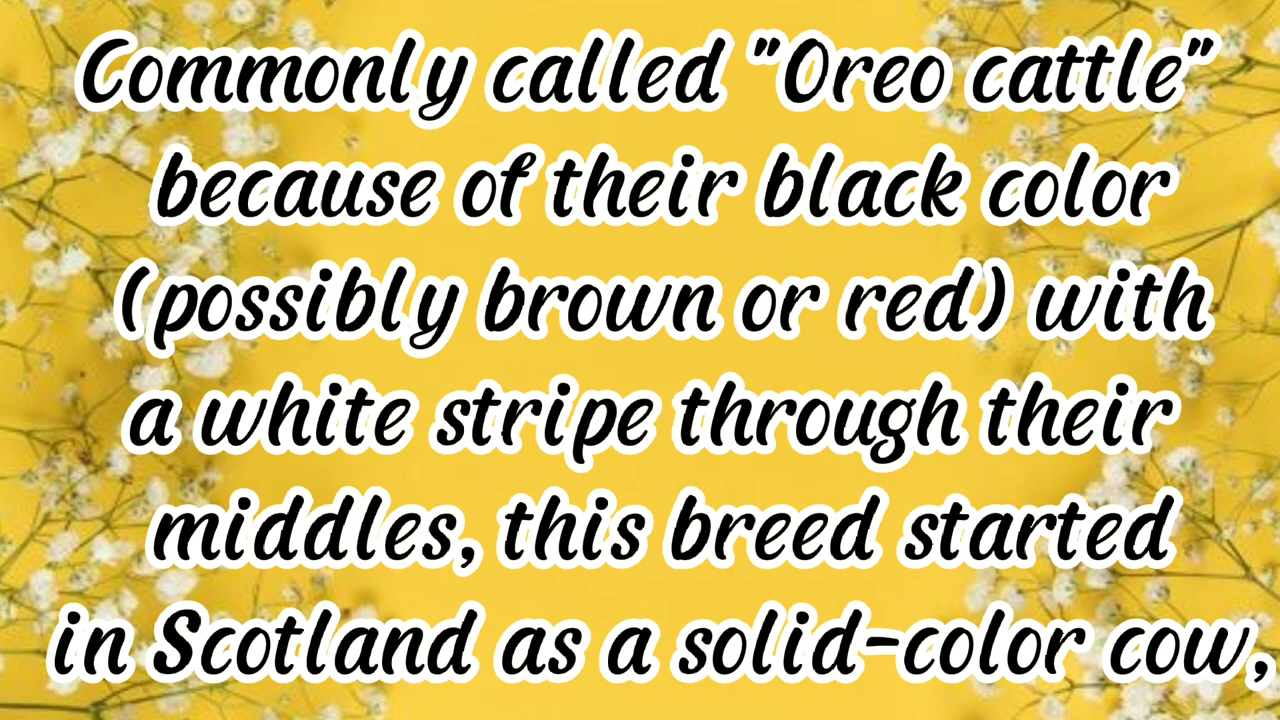 Commonly called "Oreo cattle"
because of their black color
(possibly brown or red) with
a white stripe through their
middles, this breed started
in Scotland as a solid-color cow,